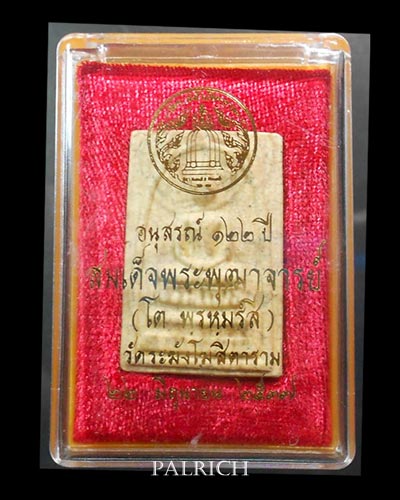 อนุสรณ์ ๑๒๒ ปี
สมเด็จพระพุฒาจารย์
(โต พรหมรังสี)
วัดระฆังโฆสิตาราม
๒๒ มิถุนายน ๒๕๓๗
PALRICH